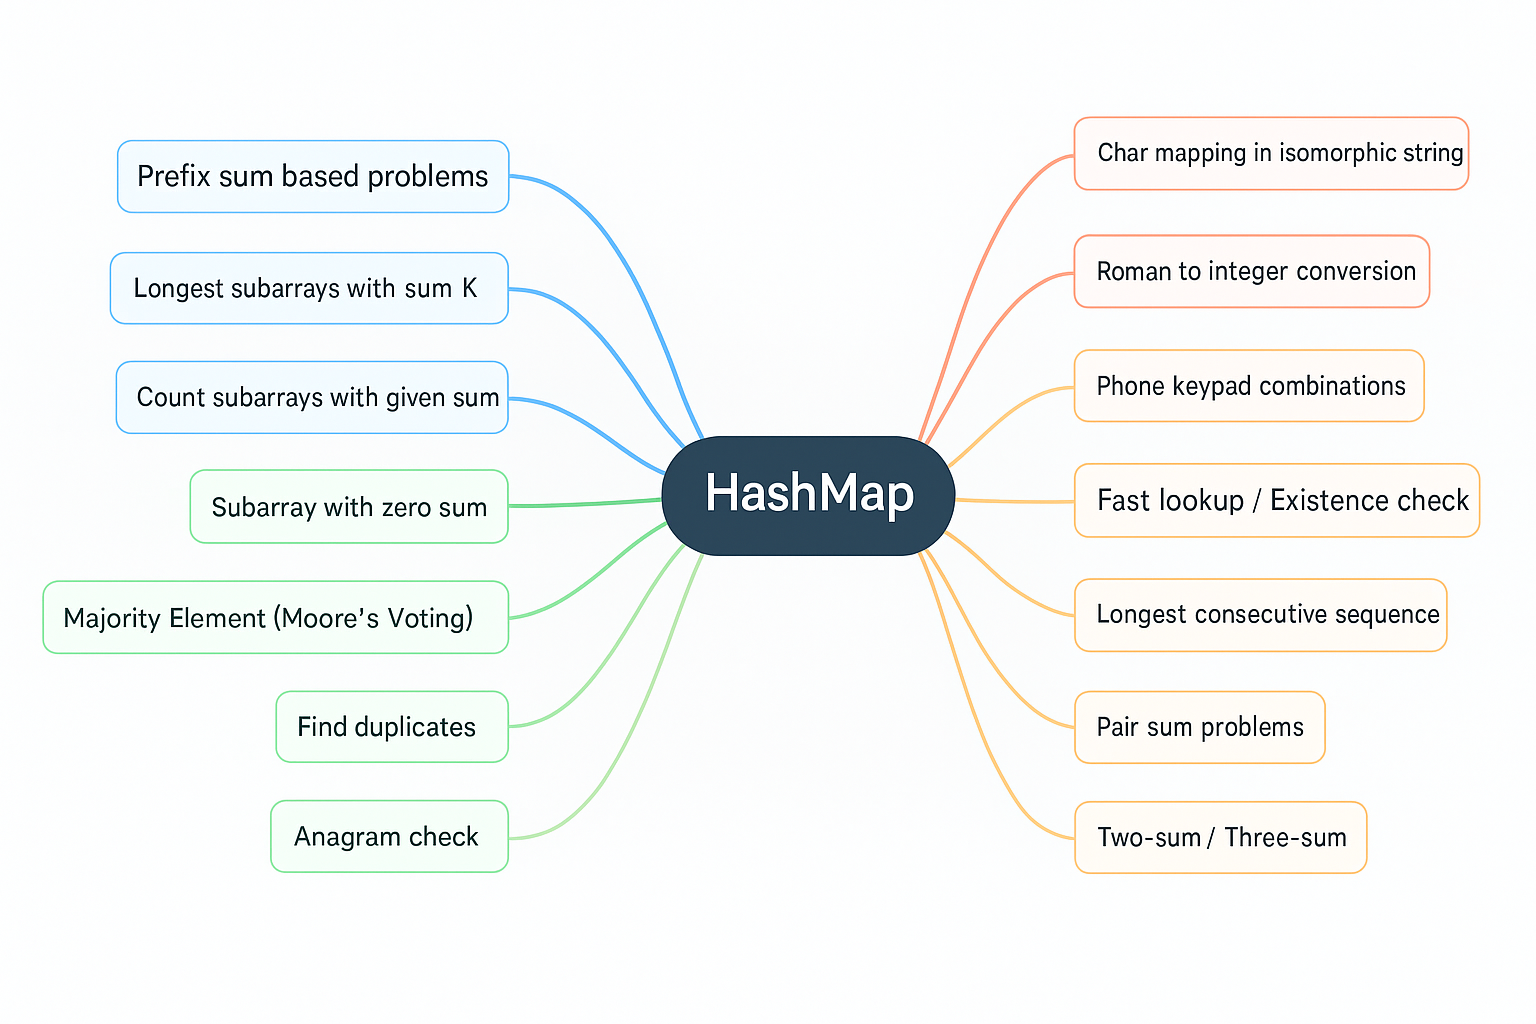 Prefix sum based problems
Longest subarrays with sum K
Count subarrays with given sum
Subarray with zero sum
Majority Element (Moore's Voting)
Find duplicates
Anagram check
HashMap
Char mapping in isomorphic string
Roman to integer conversion
Phone keypad combinations
Fast lookup / Existence check
Longest consecutive sequence
Pair sum problems
Two-sum / Three-sum